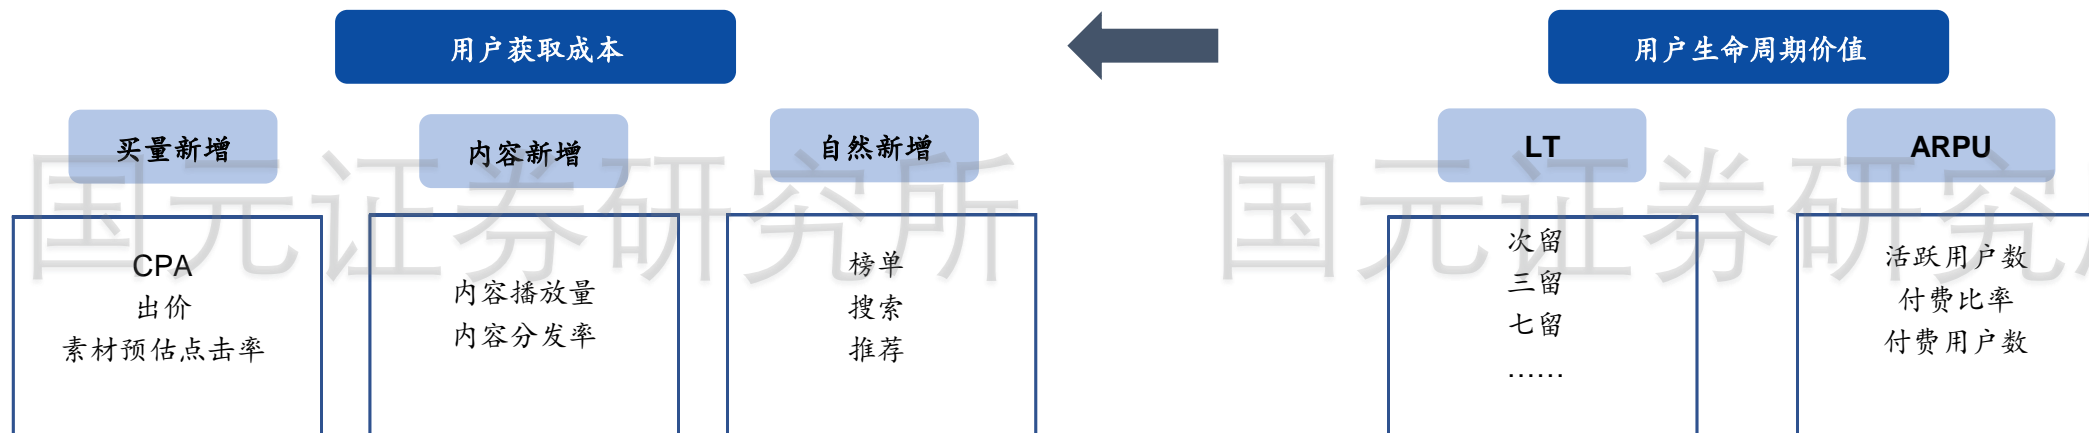 用户获取成本
用户生命周期价值
买量新增
内容新增
自然新增
LT
ARPU
CPA
出价
素材预估点击率
内容播放量
内容分发率
榜单
搜索
推荐
次留
三留
七留
……
活跃用户数
付费比率
付费用户数
国元证券研究所
国元证券研究所